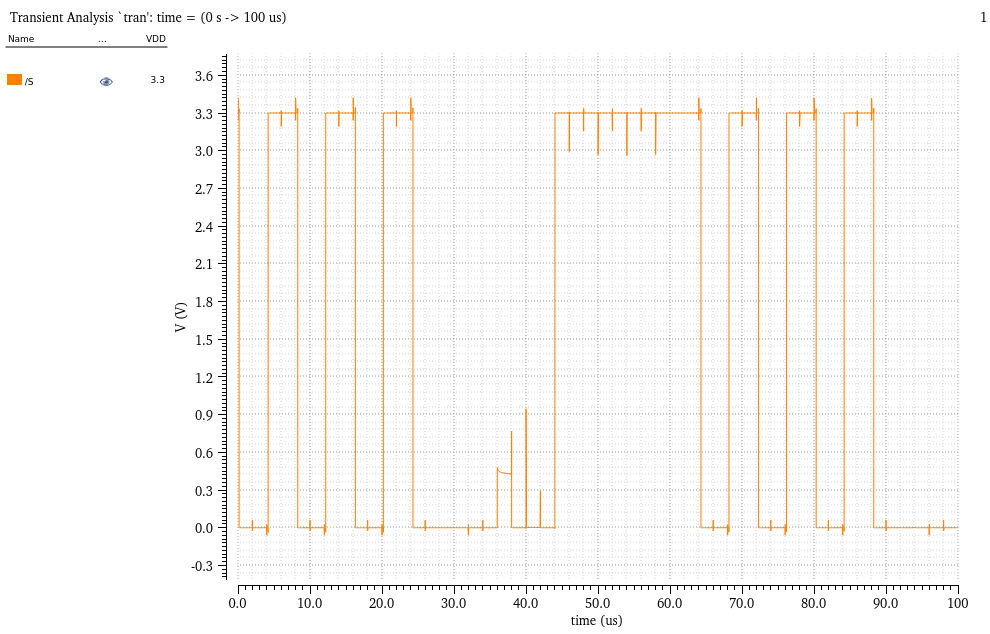 Transient Analysis `tran': time = (0 s -> 100 us)
1
Name ... VDD
/S 3.3
3.6
3.3
3.0
2.7
2.4
2.1
1.8
1.5
1.2
0.9
0.6
0.3
0.0
-0.3
V (V)
0.0 10.0 20.0 30.0 40.0 50.0 60.0 70.0 80.0 90.0 100
time (us)